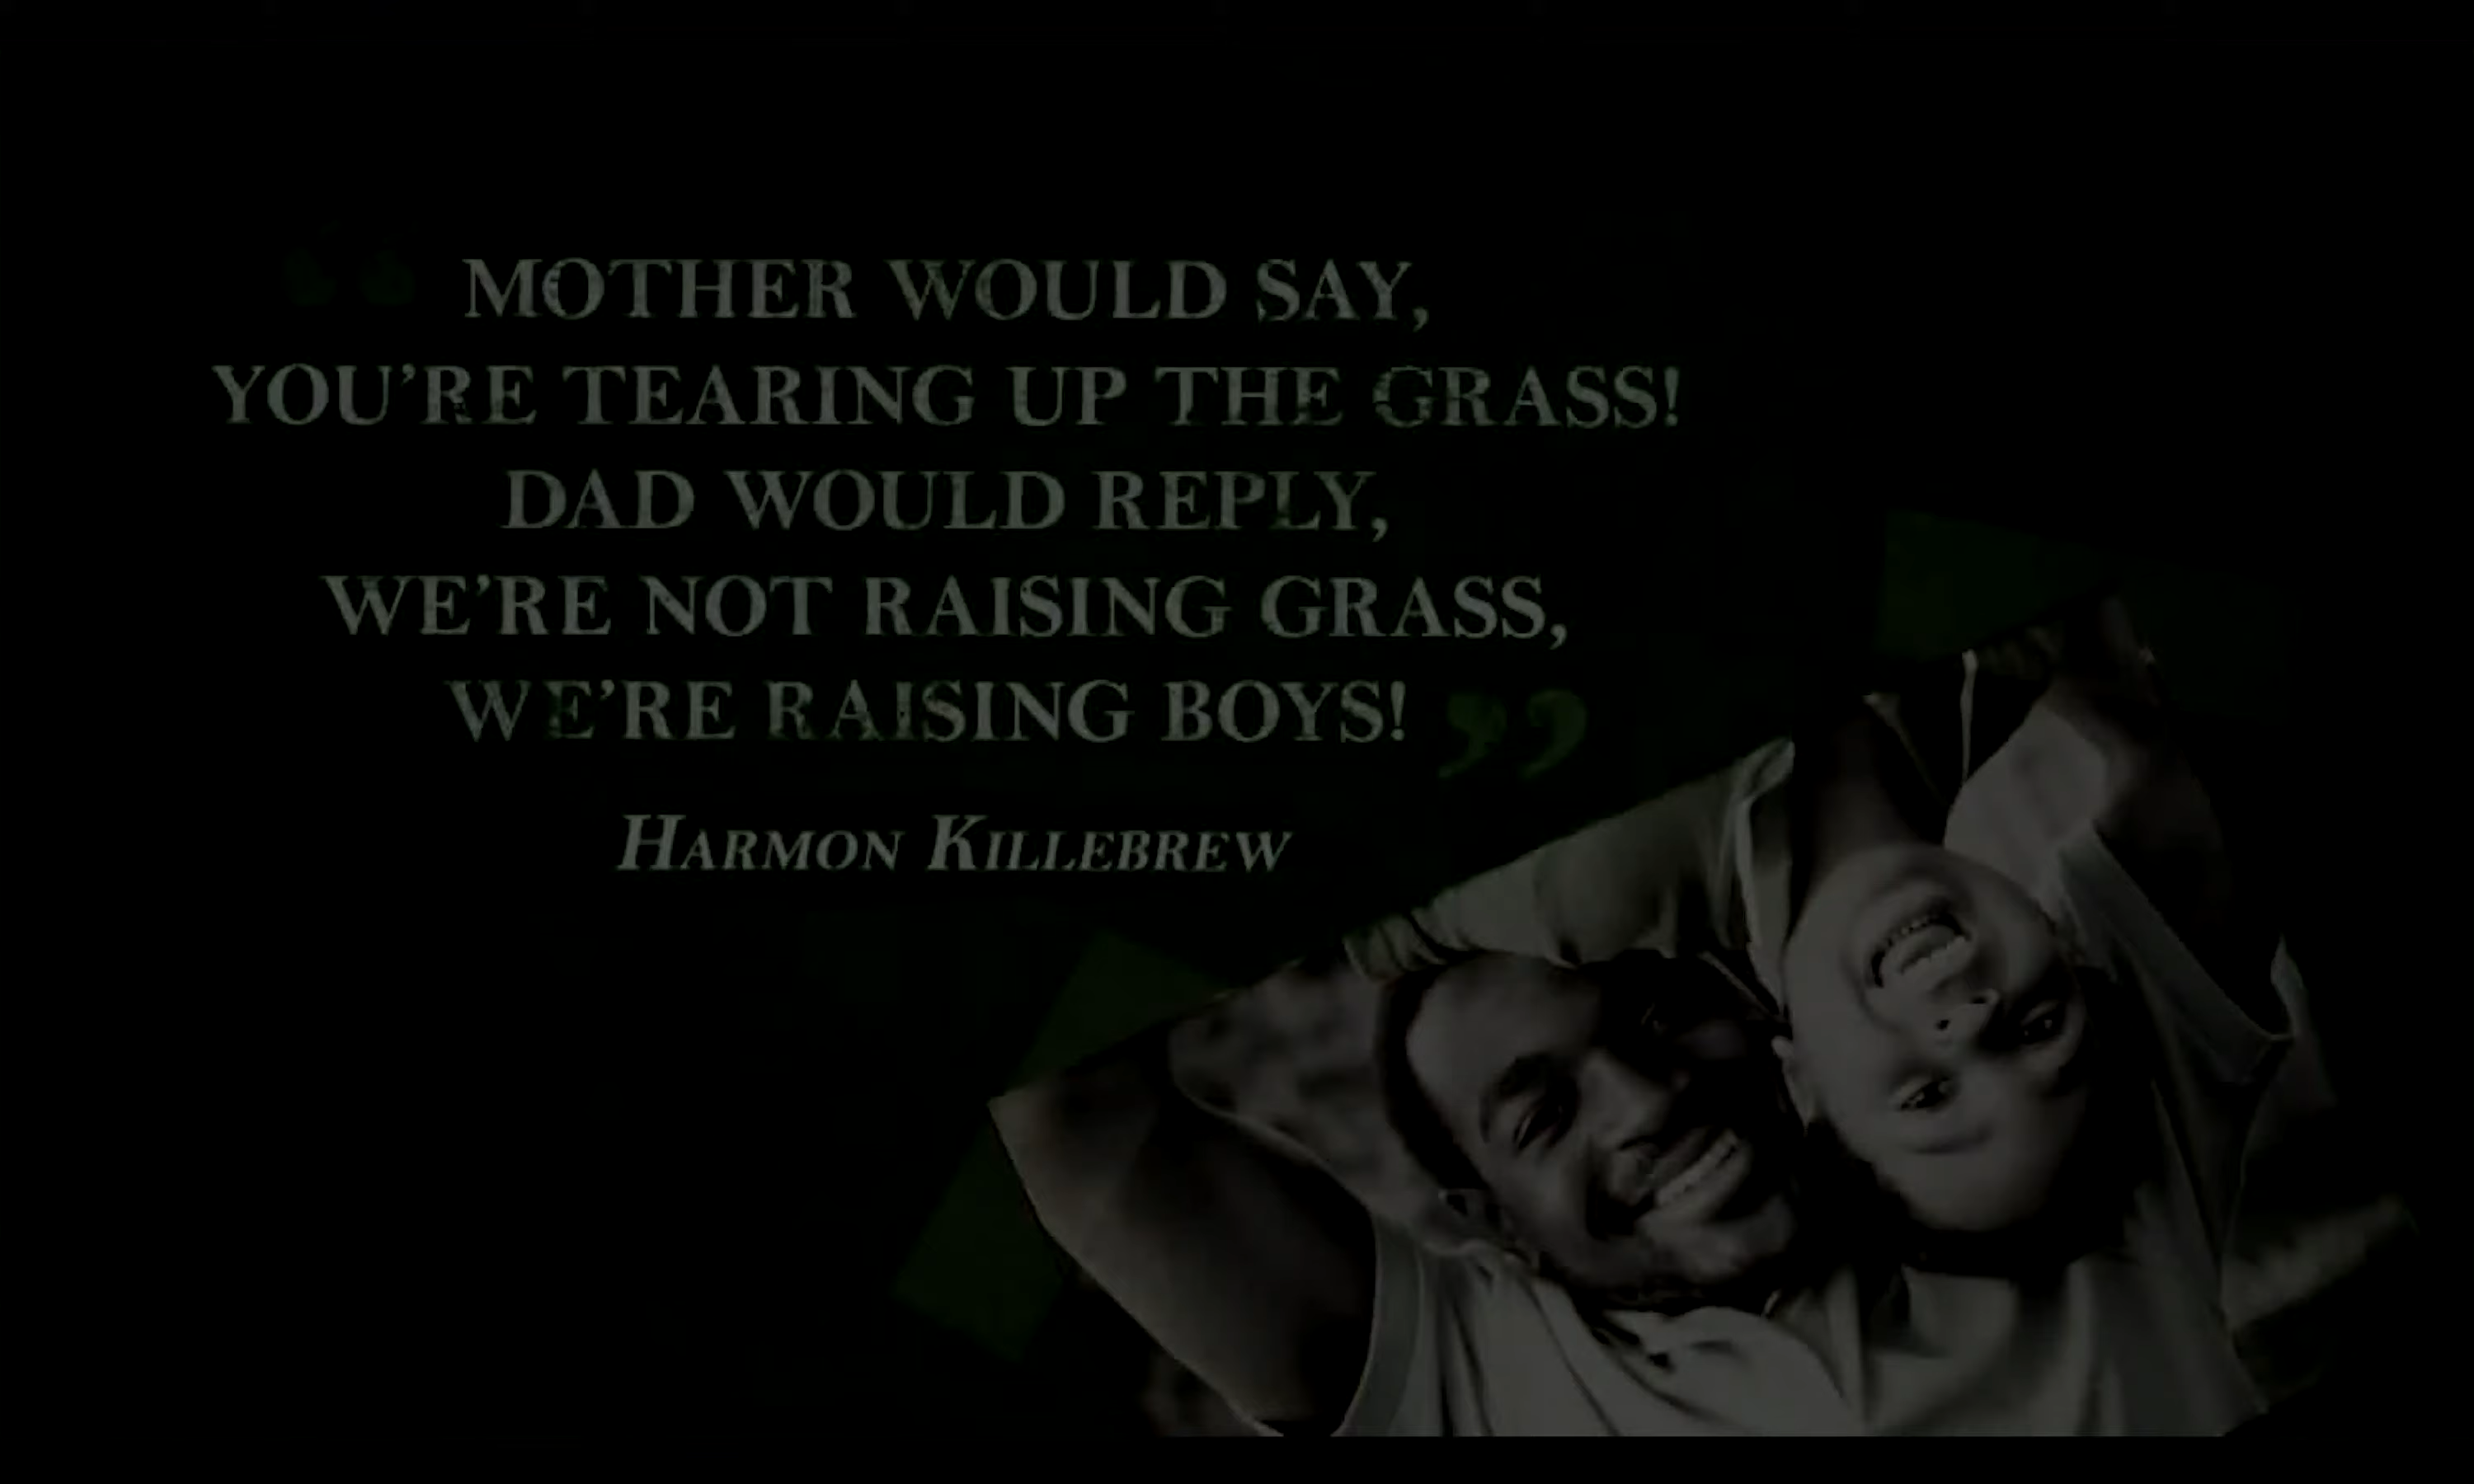 “ MOTHER WOULD SAY,
YOU’RE TEARING UP THE GRASS!
DAD WOULD REPLY,
WE’RE NOT RAISING GRASS,
WE’RE RAISING BOYS! ”
HARMON KILLEBREW